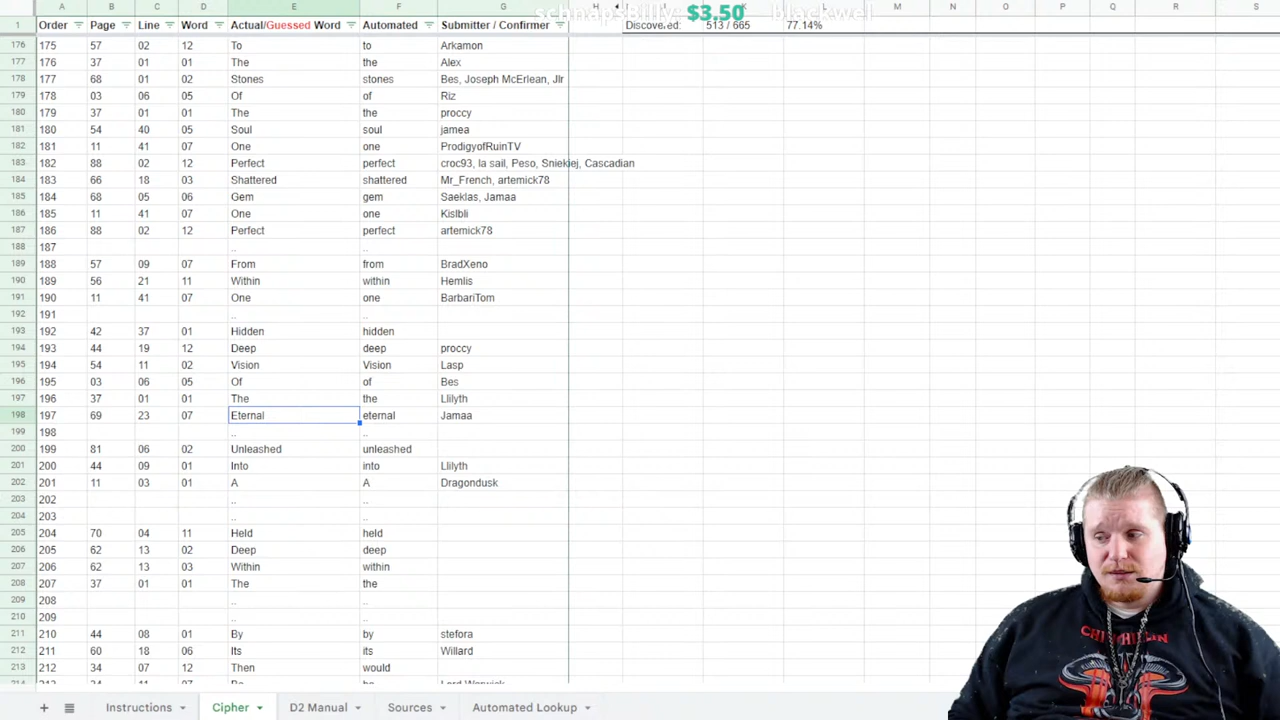 schnapsBilly: $3.50 blackwel
A B C D E F G H M N O P Q R S
1 Order Page Line Word Actual/Guessed Word Automated Submitter / Confirmer Discovered: 513 / 665 77.14%
176 175 57 02 12 To to Arkamon
177 176 37 01 01 The the Alex
178 177 68 01 02 Stones stones Bes, Joseph McErlean, Jlr
179 178 03 06 05 Of of Riz
180 179 37 01 01 The the proccy
181 180 54 40 05 Soul soul jamea
182 181 11 41 07 One one ProdigyofRuinTV
183 182 88 02 12 Perfect perfect croc93, la sail, Peso, Sniekiej, Cascadian
184 183 66 18 03 Shattered shattered Mr_French, artemick78
185 184 68 05 06 Gem gem Saeklas, Jamaa
186 185 11 41 07 One one Kislbli
187 186 88 02 12 Perfect perfect artemick78
188 187 .. ..
189 188 57 09 07 From from BradXeno
190 189 56 21 11 Within within Hemlis
191 190 11 41 07 One one BarbariTom
192 191 .. ..
193 192 42 37 01 Hidden hidden
194 193 44 19 12 Deep deep proccy
195 194 54 11 02 Vision Vision Lasp
196 195 03 06 05 Of of Bes
197 196 37 01 01 The the Llilyth
198 197 69 23 07 Eternal eternal Jamaa
199 198 .. ..
200 199 81 06 02 Unleashed unleashed
201 200 44 09 01 Into into Llilyth
202 201 11 03 01 A A Dragondusk
203 202 .. ..
204 203 .. ..
205 204 70 04 11 Held held
206 205 62 13 02 Deep deep
207 206 62 13 03 Within within
208 207 37 01 01 The the
209 208 .. ..
210 209 .. ..
211 210 44 08 01 By by stefora
212 211 60 18 06 Its its Willard
213 212 34 07 12 Then would
214 213 34 11 07 Be be Lord Warwick
+ Instructions Cipher D2 Manual Sources Automated Lookup